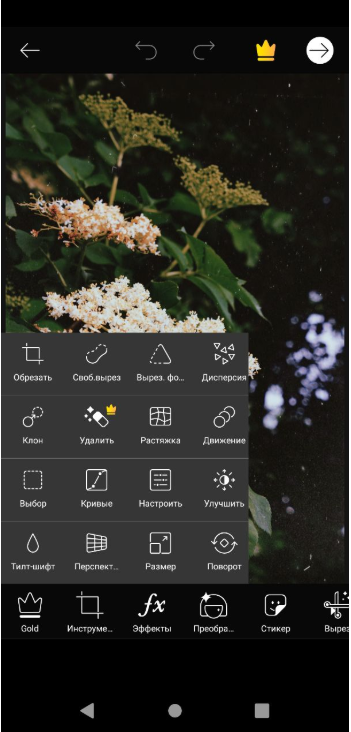 Обрезать Своб.вырез Вырез. фо... Дисперсия
Клон Удалить Растяжка Движение
Выбор Кривые Настроить Улучшить
Тилт-шифт Перспект... Размер Поворот
Gold Инструме... Эффекты Преобра... Стикер Вырез